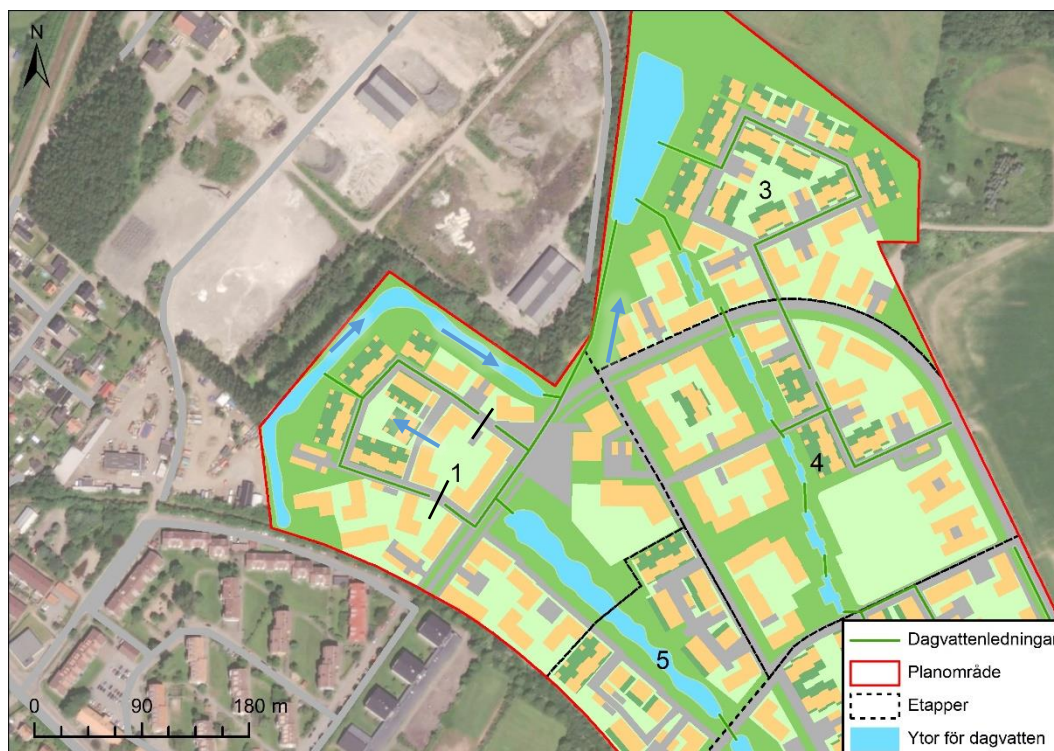 N
3
4
1
5
0 90 180 m
Dagvattenledningar
Planområde
Etapper
Ytor för dagvatten